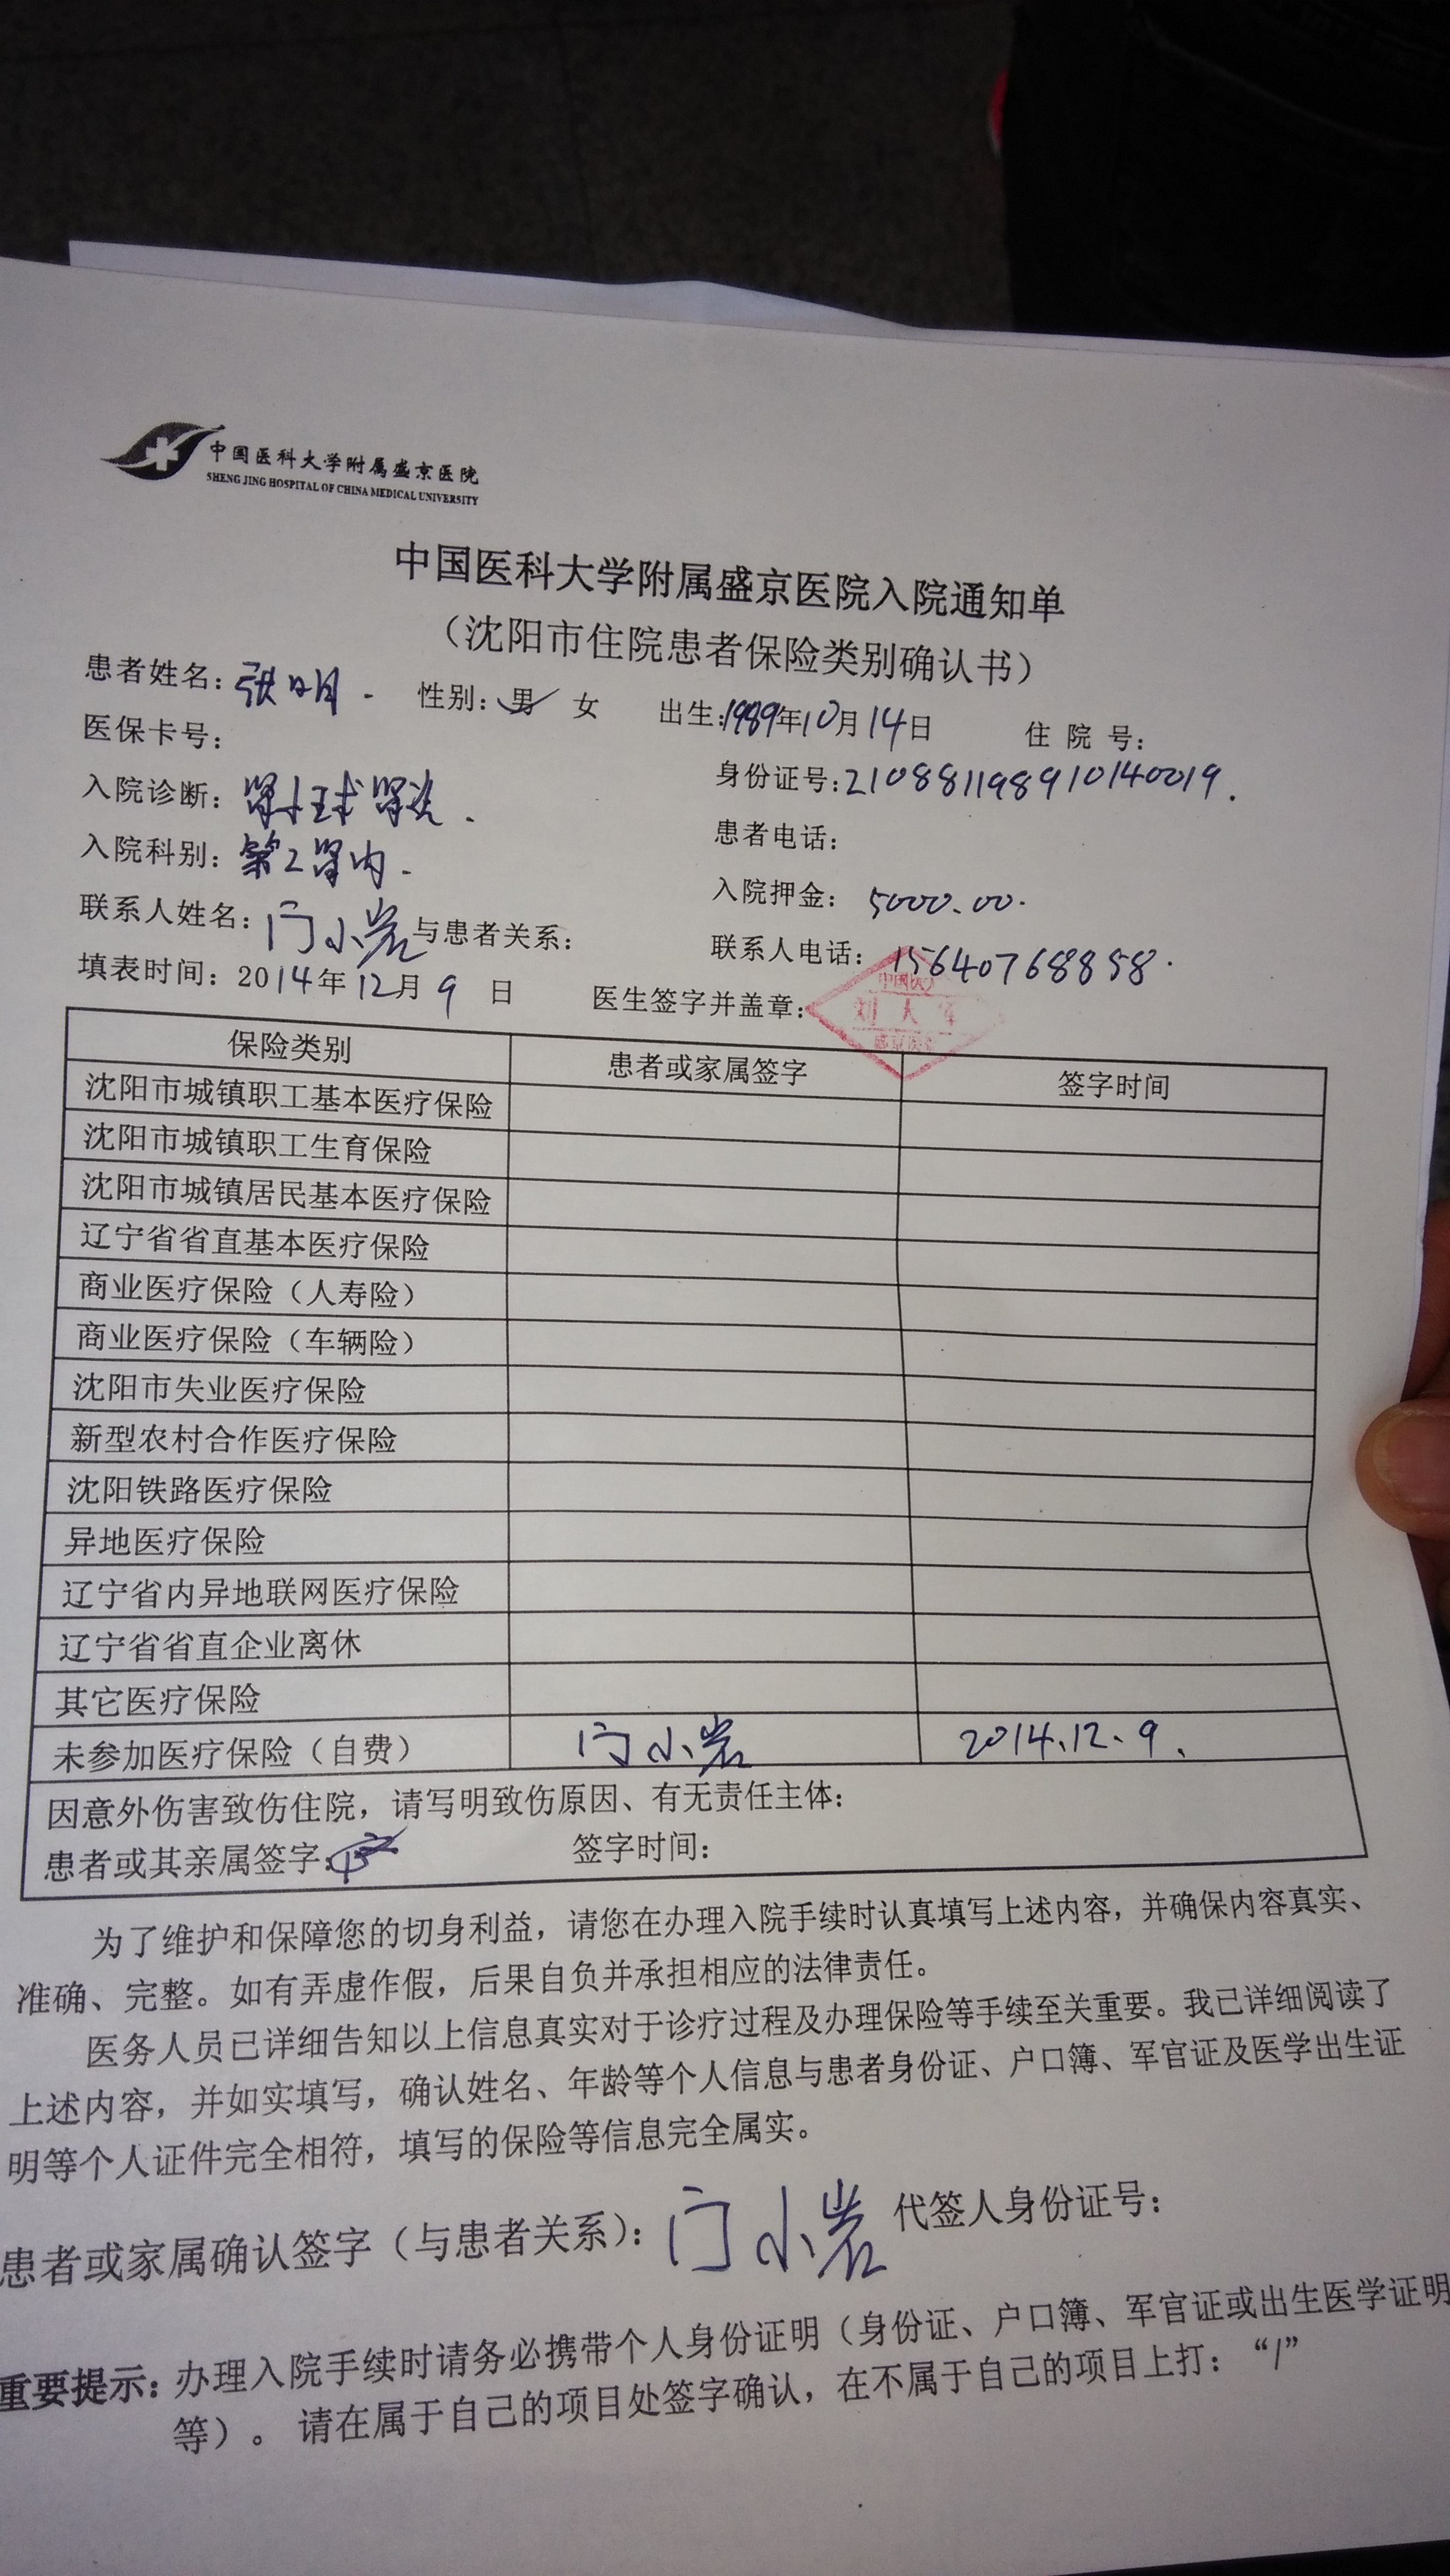 中国医科大学附属盛京医院
SHENG JING HOSPITAL OF CHINA MEDICAL UNIVERSITY
中国医科大学附属盛京医院入院通知单
（沈阳市住院患者保险类别确认书）
患者姓名：张明. 性别：男 女 出生：1989年10月14日 住 院 号：
医保卡号： 身份证号：210881198910140019.
入院诊断：肾小球肾炎. 患者电话：
入院科别：第2肾内. 入院押金：5000.00.
联系人姓名：门小岩 与患者关系： 联系人电话：15640768858.
填表时间：2014年12月9日 医生签字并盖章：
保险类别 患者或家属签字 签字时间
沈阳市城镇职工基本医疗保险
沈阳市城镇职工生育保险
沈阳市城镇居民基本医疗保险
辽宁省省直基本医疗保险
商业医疗保险（人寿险）
商业医疗保险（车辆险）
沈阳市失业医疗保险
新型农村合作医疗保险
沈阳铁路医疗保险
异地医疗保险
辽宁省内异地联网医疗保险
辽宁省省直企业离休
其它医疗保险
未参加医疗保险（自费） 门小岩 2014.12.9.
因意外伤害致伤住院，请写明致伤原因、有无责任主体：
患者或其亲属签字： 签字时间：
为了维护和保障您的切身利益，请您在办理入院手续时认真填写上述内容，并确保内容真实、
准确、完整。如有弄虚作假，后果自负并承担相应的法律责任。
医务人员已详细告知以上信息真实对于诊疗过程及办理保险等手续至关重要。我已详细阅读了
上述内容，并如实填写，确认姓名、年龄等个人信息与患者身份证、户口簿、军官证及医学出生证
明等个人证件完全相符，填写的保险等信息完全属实。
患者或家属确认签字（与患者关系）：门小岩 代签人身份证号：
重要提示：办理入院手续时请务必携带个人身份证明（身份证、户口簿、军官证或出生医学证明
等）。请在属于自己的项目处签字确认，在不属于自己的项目上打：“/”